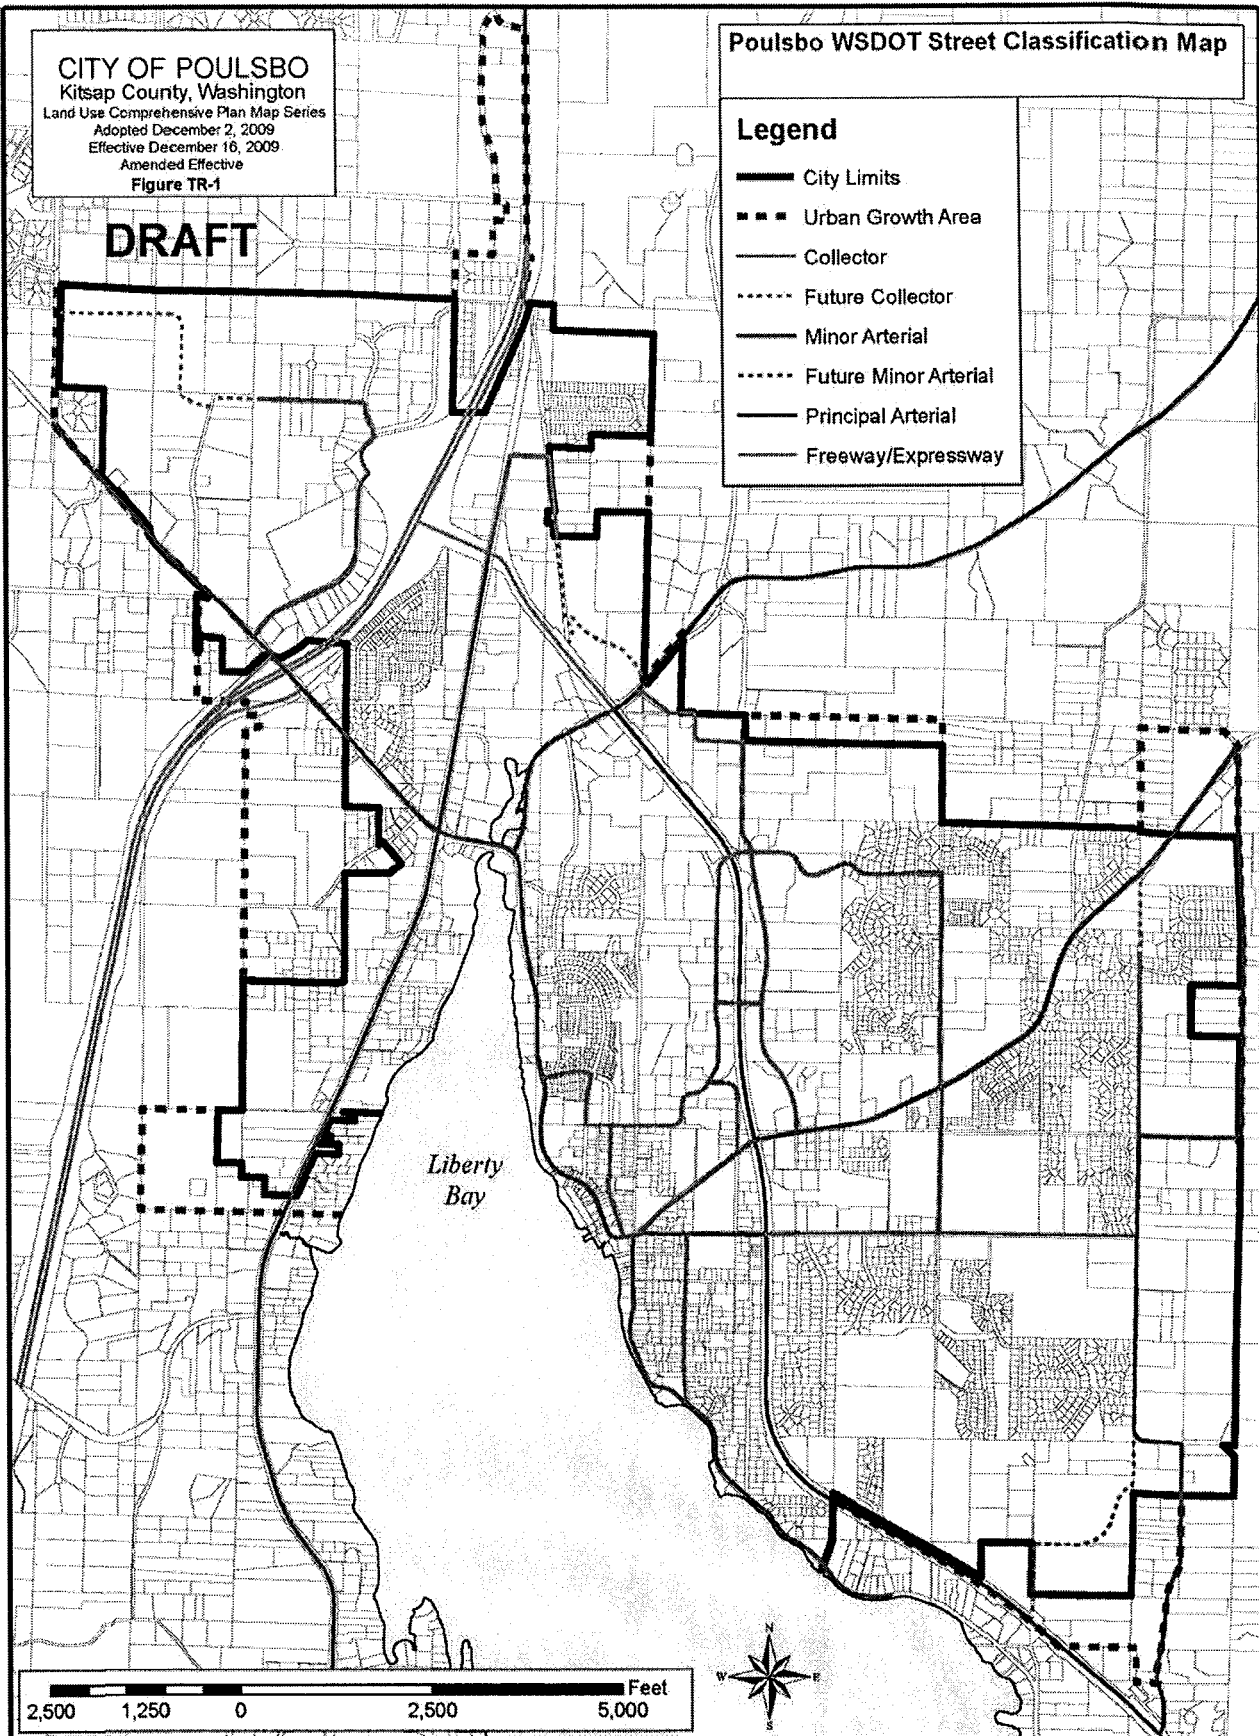 CITY OF POULSBO
Kitsap County, Washington
Land Use Comprehensive Plan Map Series
Adopted December 2, 2009
Effective December 16, 2009
Amended Effective
Figure TR-1
DRAFT
Poulsbo WSDOT Street Classification Map
Legend
City Limits
Urban Growth Area
Collector
Future Collector
Minor Arterial
Future Minor Arterial
Principal Arterial
Freeway/Expressway
Liberty
Bay
N
W E
S
Feet
2,500 1,250 0 2,500 5,000